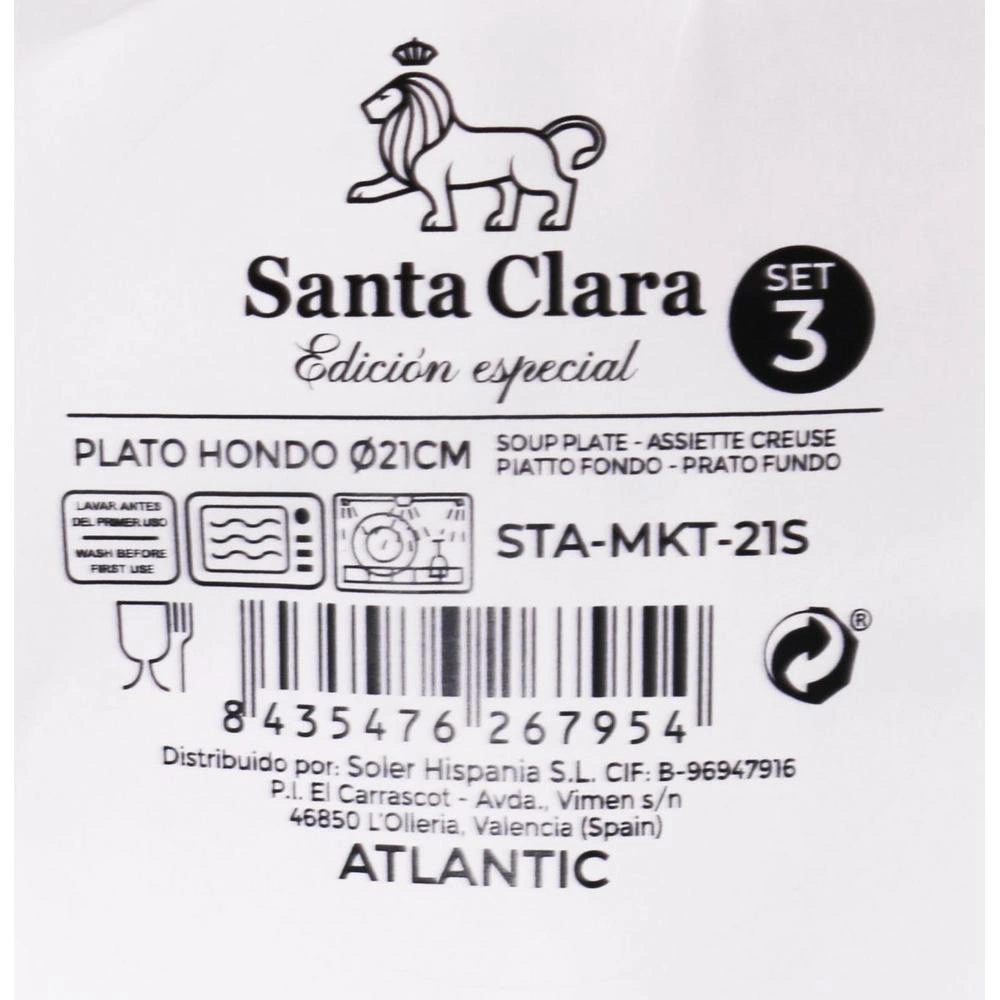 Santa Clara
Edición especial
SET
3
PLATO HONDO Ø21CM
SOUP PLATE - ASSIETTE CREUSE
PIATTO FONDO - PRATO FUNDO
LAVAR ANTES
DEL PRIMER USO
WASH BEFORE
FIRST USE
STA-MKT-21S
®
8 435476 267954
Distribuido por: Soler Hispania S.L. CIF: B-96947916
P.I. El Carrascot - Avda., Vimen s/n
46850 L'Olleria, Valencia (Spain)
ATLANTIC